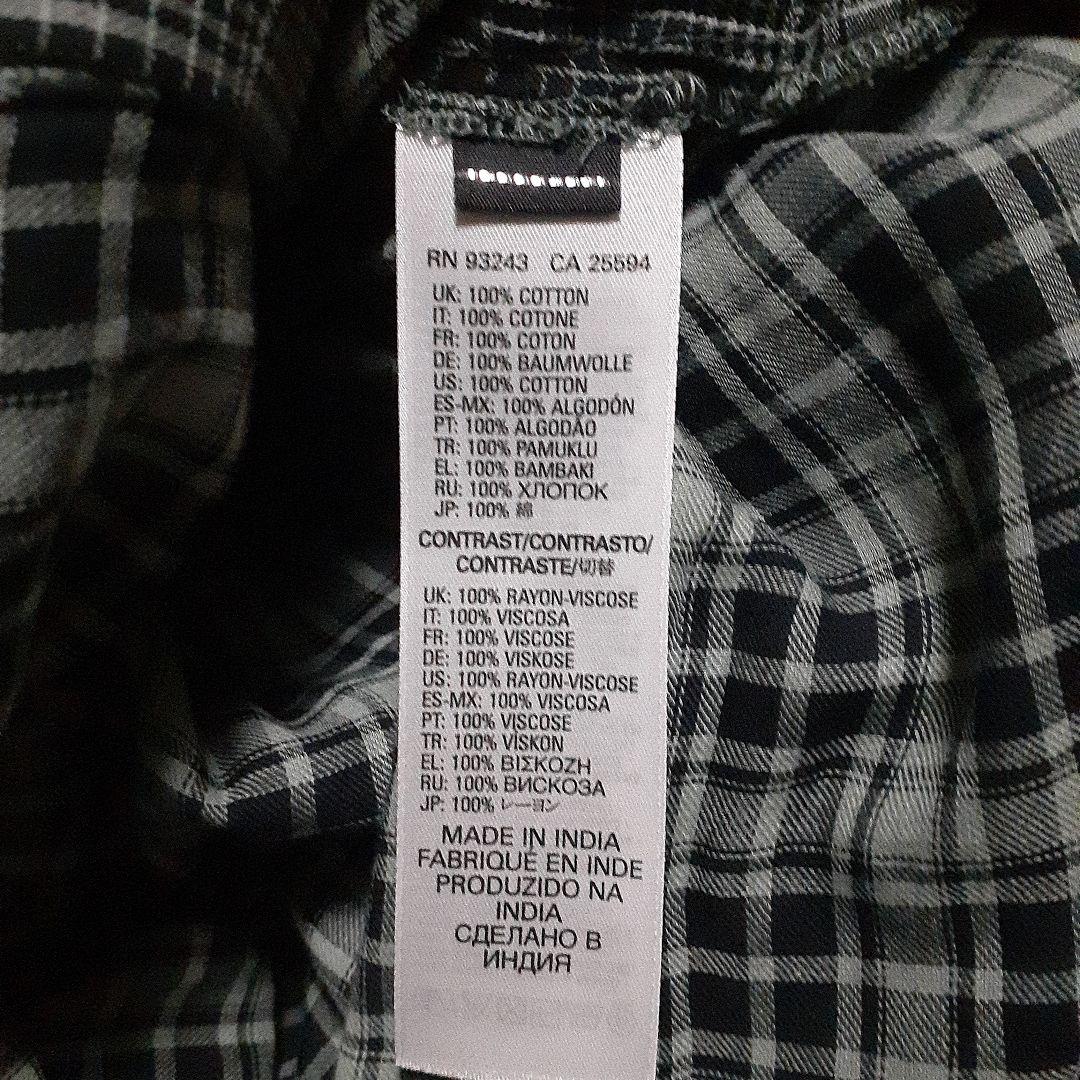 RN 93243 CA 25594
UK: 100% COTTON
IT: 100% COTONE
FR: 100% COTON
DE: 100% BAUMWOLLE
US: 100% COTTON
ES-MX: 100% ALGODÓN
PT: 100% ALGODÃO
TR: 100% PAMUKLU
EL: 100% BAMBAKI
RU: 100% ХЛОПОК
JP: 100% 綿
CONTRAST/CONTRASTO/
CONTRASTE/切替
UK: 100% RAYON-VISCOSE
IT: 100% VISCOSA
FR: 100% VISCOSE
DE: 100% VISKOSE
US: 100% RAYON-VISCOSE
ES-MX: 100% VISCOSA
PT: 100% VISCOSE
TR: 100% VİSKON
EL: 100% ΒΙΣΚΟΖΗ
RU: 100% ВИСКОЗА
JP: 100% レーヨン
MADE IN INDIA
FABRIQUÉ EN INDE
PRODUZIDO NA
INDIA
СДЕЛАНО В
ИНДИЯ